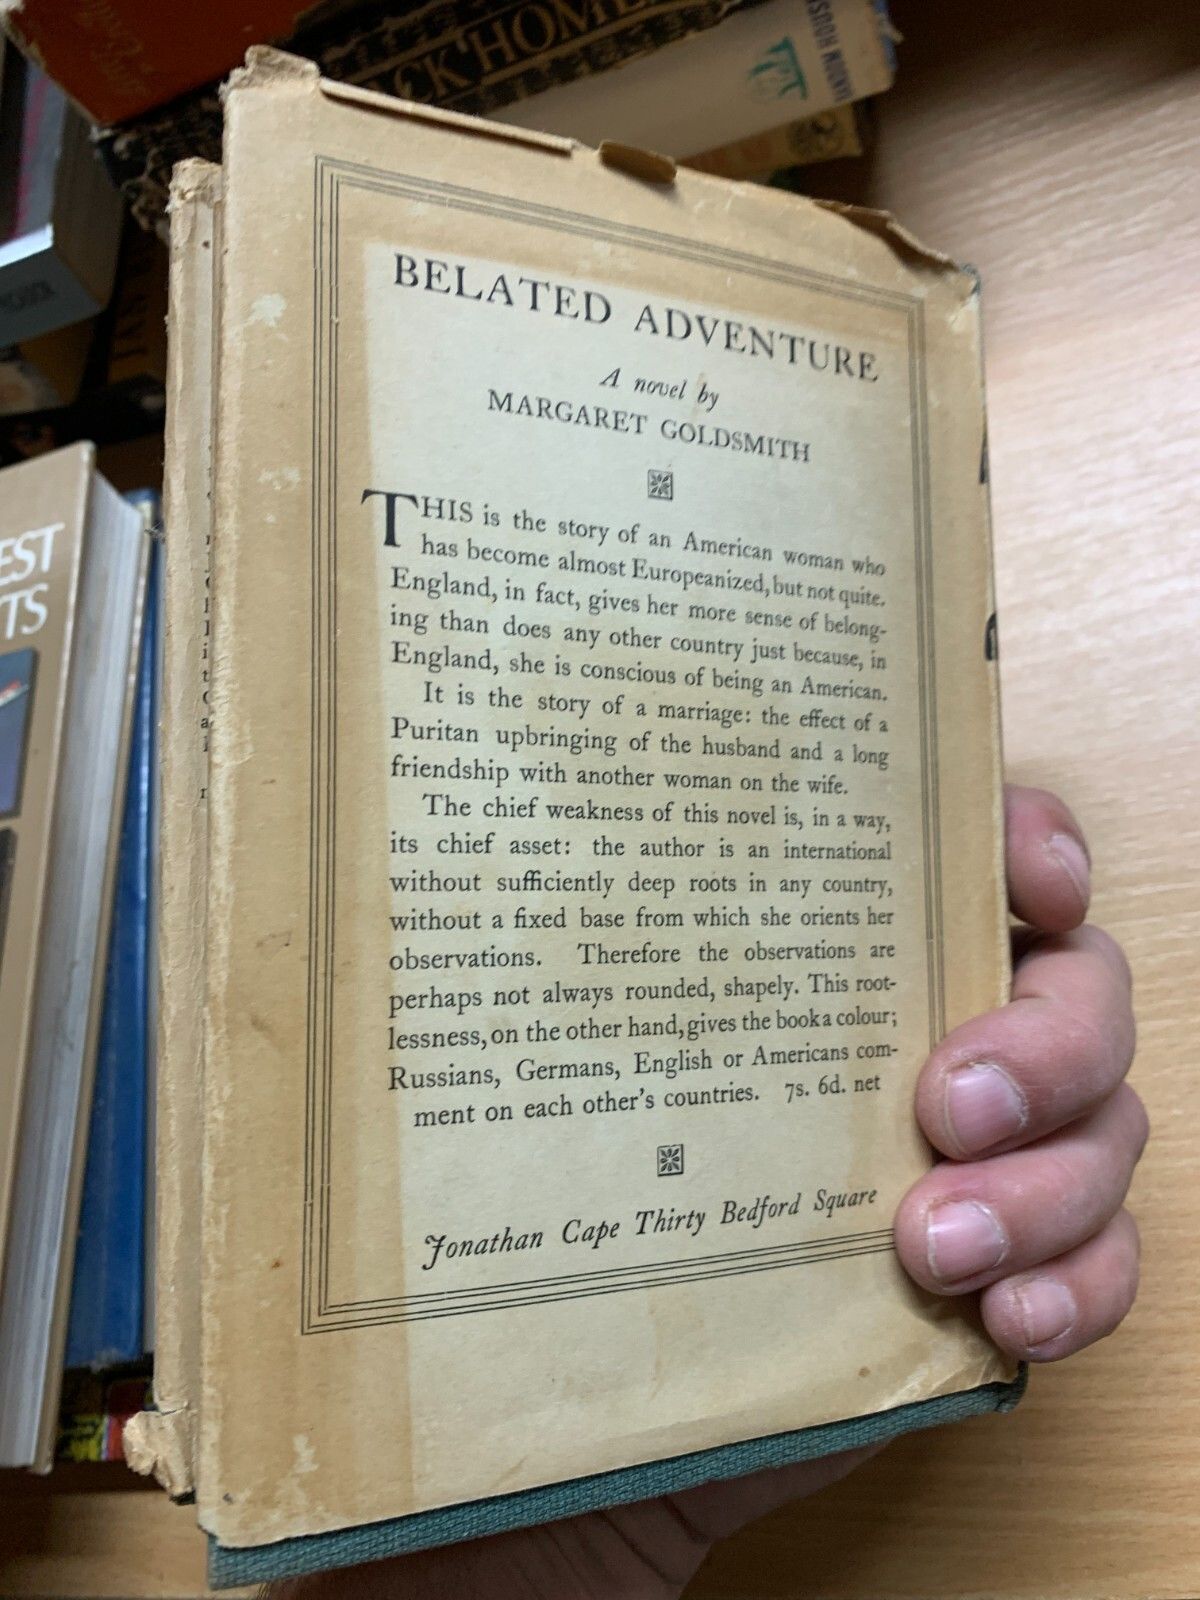 CK HOME
BELATED ADVENTURE
A novel by
MARGARET GOLDSMITH
THIS is the story of an American woman who
has become almost Europeanized, but not quite.
England, in fact, gives her more sense of belong-
ing than does any other country just because, in
England, she is conscious of being an American.
It is the story of a marriage: the effect of a
Puritan upbringing of the husband and a long
friendship with another woman on the wife.
The chief weakness of this novel is, in a way,
its chief asset: the author is an international
without sufficiently deep roots in any country,
without a fixed base from which she orients her
observations. Therefore the observations are
perhaps not always rounded, shapely. This root-
lessness, on the other hand, gives the book a colour;
Russians, Germans, English or Americans com-
ment on each other's countries. 7s. 6d. net
Jonathan Cape Thirty Bedford Square
EST
TS